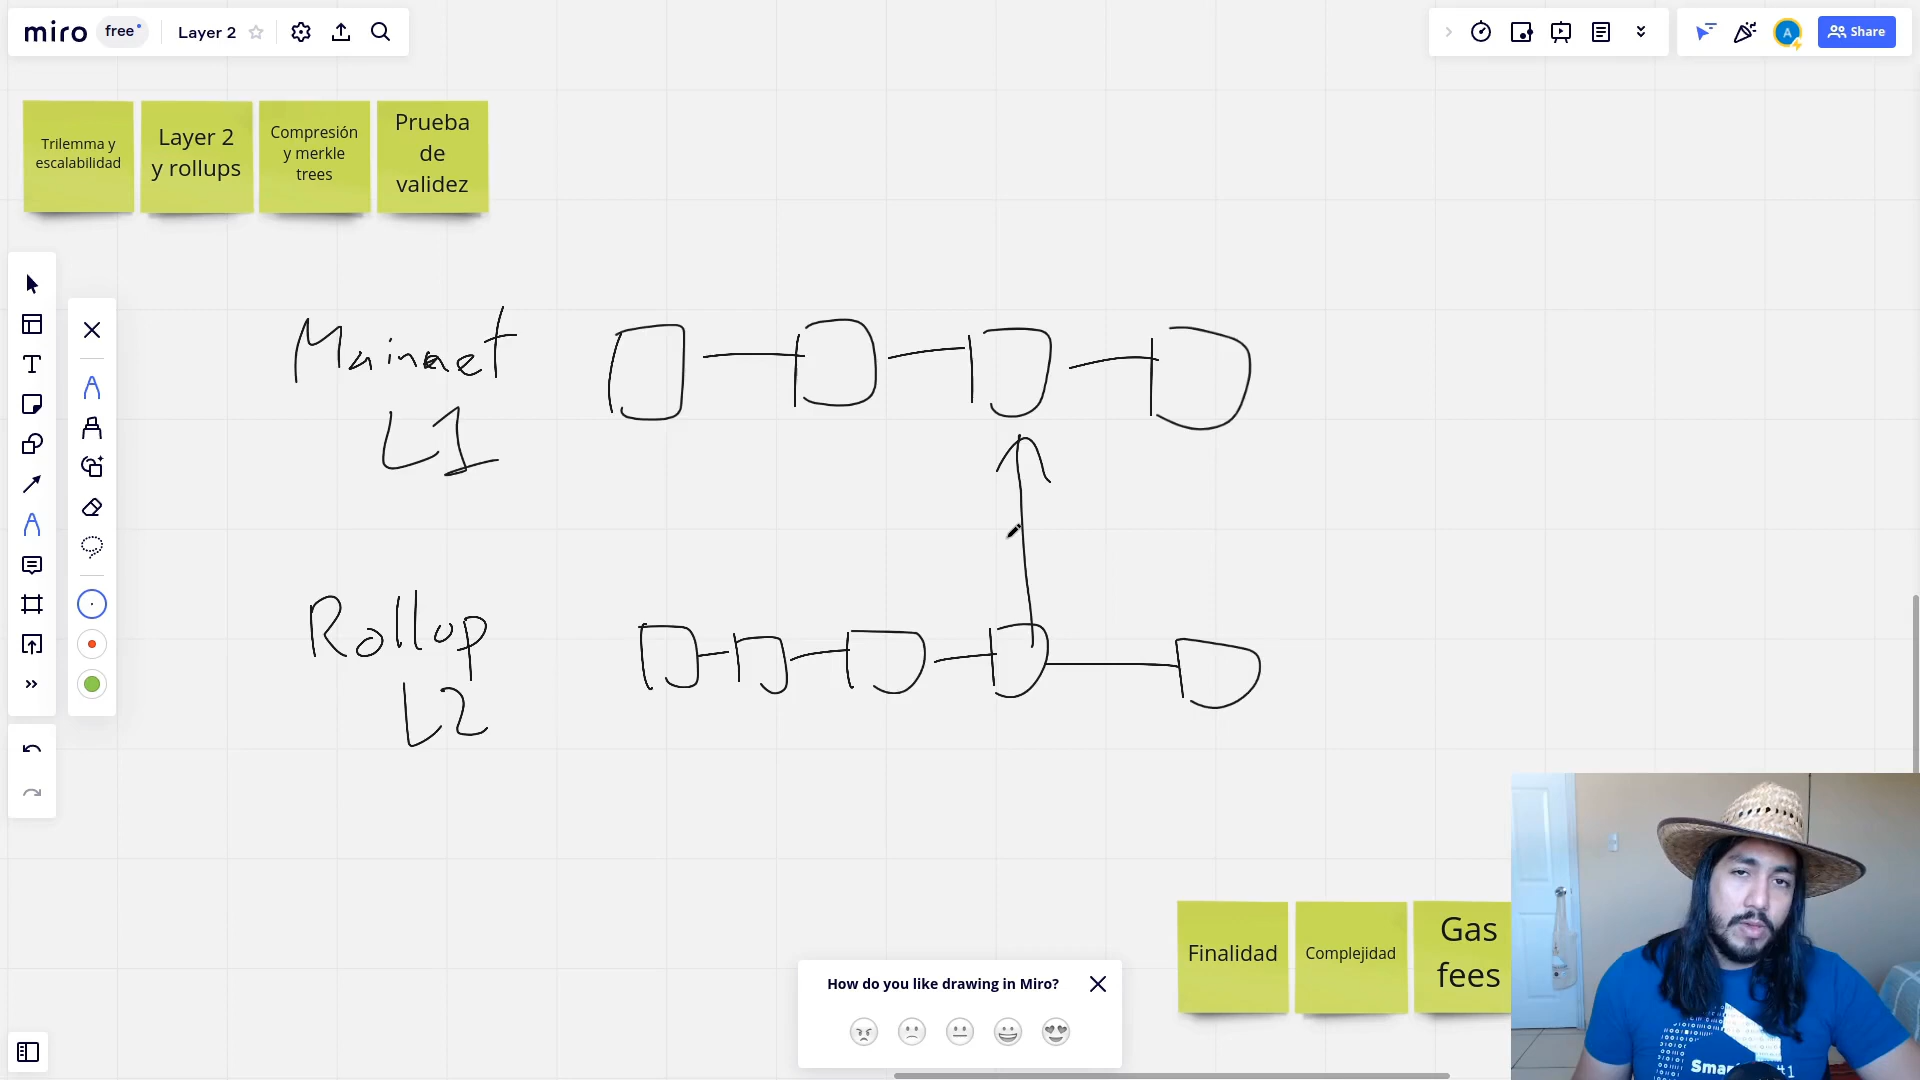 miro
free
Layer 2
Share
Trilemma y
escalabilidad
Layer 2
y rollups
Compresión
y merkle
trees
Prueba
de
validez
Mainnet
L1
Rollup
L2
Finalidad
Complejidad
Gas
fees
How do you like drawing in Miro?
A